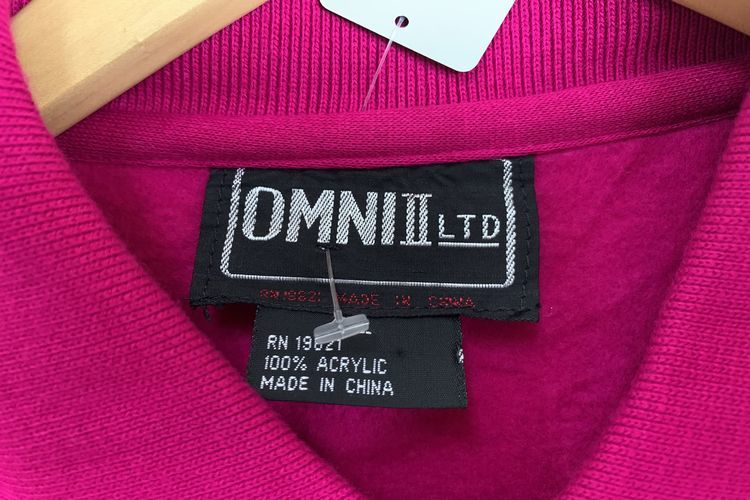 OMNI II LTD
MADE IN CHINA
RN 19821
100% ACRYLIC
MADE IN CHINA